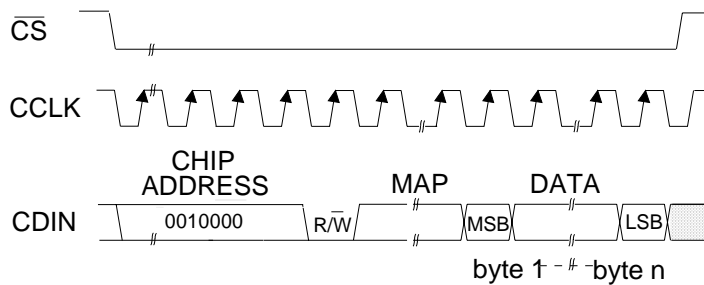 CS
CCLK
CHIP
ADDRESS
MAP
DATA
CDIN
0010000
R/W
MSB
LSB
byte 1
byte n